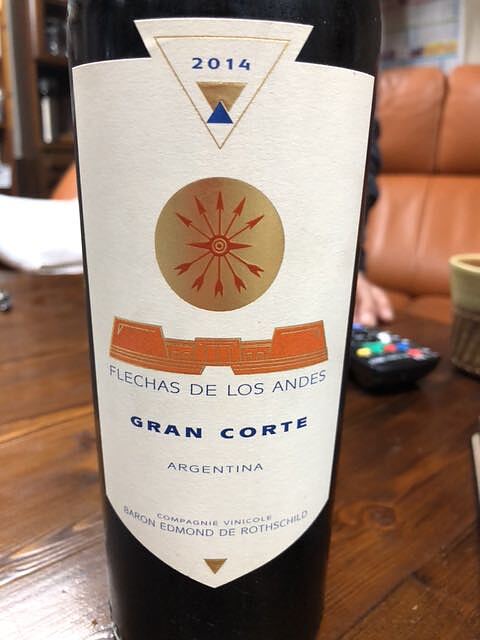 2014
FLECHAS DE LOS ANDES
GRAN CORTE
ARGENTINA
COMPAGNIE VINICOLE
BARON EDMOND DE ROTHSCHILD